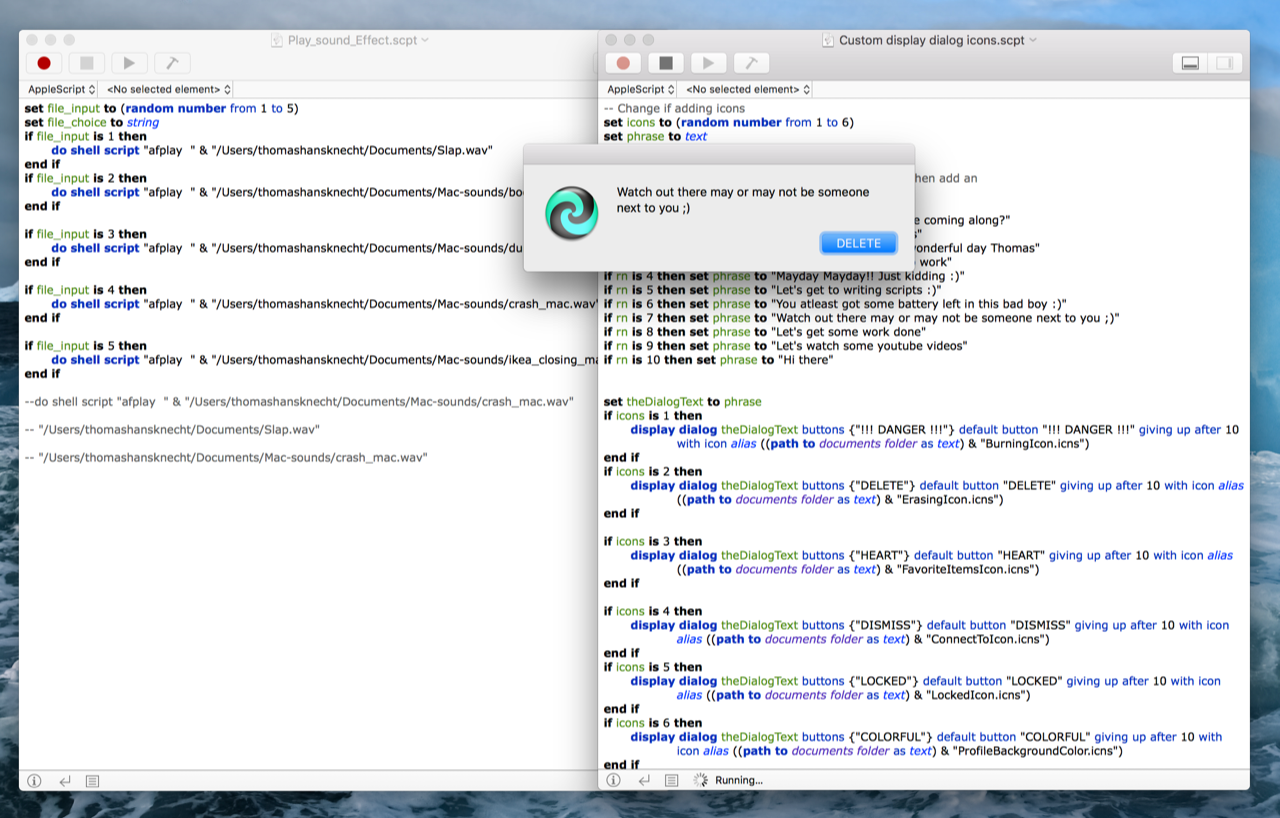 Play_sound_Effect.scpt
AppleScript
<No selected element>
set file_input to (random number from 1 to 5)
set file_choice to string
if file_input is 1 then
do shell script "afplay  " & "/Users/thomashansknecht/Documents/Slap.wav"
end if
if file_input is 2 then
do shell script "afplay  " & "/Users/thomashansknecht/Documents/Mac-sounds/bo
end if
if file_input is 3 then
do shell script "afplay  " & "/Users/thomashansknecht/Documents/Mac-sounds/du
end if
if file_input is 4 then
do shell script "afplay  " & "/Users/thomashansknecht/Documents/Mac-sounds/crash_mac.wav"
end if
if file_input is 5 then
do shell script "afplay  " & "/Users/thomashansknecht/Documents/Mac-sounds/ikea_closing_ma
end if
--do shell script "afplay  " & "/Users/thomashansknecht/Documents/Mac-sounds/crash_mac.wav"
-- "/Users/thomashansknecht/Documents/Slap.wav"
-- "/Users/thomashansknecht/Documents/Mac-sounds/crash_mac.wav"
Custom display dialog icons.scpt
AppleScript
<No selected element>
-- Change if adding icons
set icons to (random number from 1 to 6)
set phrase to text
Watch out there may or may not be someone
next to you ;)
DELETE
hen add an
e coming along?"
s"
onderful day Thomas"
work"
if rn is 4 then set phrase to "Mayday Mayday!! Just kidding :)"
if rn is 5 then set phrase to "Let's get to writing scripts :)"
if rn is 6 then set phrase to "You atleast got some battery left in this bad boy :)"
if rn is 7 then set phrase to "Watch out there may or may not be someone next to you ;)"
if rn is 8 then set phrase to "Let's get some work done"
if rn is 9 then set phrase to "Let's watch some youtube videos"
if rn is 10 then set phrase to "Hi there"
set theDialogText to phrase
if icons is 1 then
display dialog theDialogText buttons {"!!! DANGER !!!"} default button "!!! DANGER !!!" giving up after 10
with icon alias ((path to documents folder as text) & "BurningIcon.icns")
end if
if icons is 2 then
display dialog theDialogText buttons {"DELETE"} default button "DELETE" giving up after 10 with icon alias
((path to documents folder as text) & "ErasingIcon.icns")
end if
if icons is 3 then
display dialog theDialogText buttons {"HEART"} default button "HEART" giving up after 10 with icon alias
((path to documents folder as text) & "FavoriteItemsIcon.icns")
end if
if icons is 4 then
display dialog theDialogText buttons {"DISMISS"} default button "DISMISS" giving up after 10 with icon
alias ((path to documents folder as text) & "ConnectToIcon.icns")
end if
if icons is 5 then
display dialog theDialogText buttons {"LOCKED"} default button "LOCKED" giving up after 10 with icon
alias ((path to documents folder as text) & "LockedIcon.icns")
end if
if icons is 6 then
display dialog theDialogText buttons {"COLORFUL"} default button "COLORFUL" giving up after 10 with
icon alias ((path to documents folder as text) & "ProfileBackgroundColor.icns")
end if
Running...